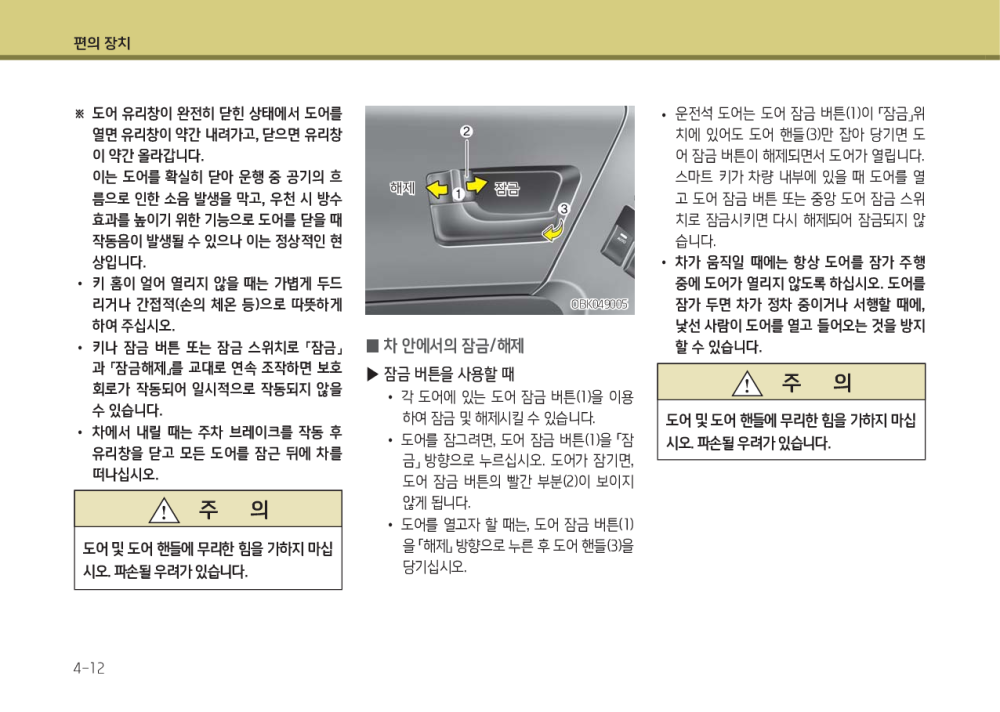 편의 장치
※ 도어 유리창이 완전히 닫힌 상태에서 도어를
열면 유리창이 약간 내려가고, 닫으면 유리창
이 약간 올라갑니다.
이는 도어를 확실히 닫아 운행 중 공기의 흐
름으로 인한 소음 발생을 막고, 우천 시 방수
효과를 높이기 위한 기능으로 도어를 닫을 때
작동음이 발생될 수 있으나 이는 정상적인 현
상입니다.
• 키 홈이 얼어 열리지 않을 때는 가볍게 두드
리거나 간접적(손의 체온 등)으로 따뜻하게
하여 주십시오.
• 키나 잠금 버튼 또는 잠금 스위치로 「잠금」
과 「잠금해제」를 교대로 연속 조작하면 보호
회로가 작동되어 일시적으로 작동되지 않을
수 있습니다.
• 차에서 내릴 때는 주차 브레이크를 작동 후
유리창을 닫고 모든 도어를 잠근 뒤에 차를
떠나십시오.
주 의
도어 및 도어 핸들에 무리한 힘을 가하지 마십
시오. 파손될 우려가 있습니다.
2
해제
1
잠금
3
OBK049005
■ 차 안에서의 잠금/해제
▶ 잠금 버튼을 사용할 때
• 각 도어에 있는 도어 잠금 버튼(1)을 이용
하여 잠금 및 해제시킬 수 있습니다.
• 도어를 잠그려면, 도어 잠금 버튼(1)을 「잠
금」 방향으로 누르십시오. 도어가 잠기면,
도어 잠금 버튼의 빨간 부분(2)이 보이지
않게 됩니다.
• 도어를 열고자 할 때는, 도어 잠금 버튼(1)
을 「해제」 방향으로 누른 후 도어 핸들(3)을
당기십시오.
• 운전석 도어는 도어 잠금 버튼(1)이 「잠금」위
치에 있어도 도어 핸들(3)만 잡아 당기면 도
어 잠금 버튼이 해제되면서 도어가 열립니다.
스마트 키가 차량 내부에 있을 때 도어를 열
고 도어 잠금 버튼 또는 중앙 도어 잠금 스위
치로 잠금시키면 다시 해제되어 잠금되지 않
습니다.
• 차가 움직일 때에는 항상 도어를 잠가 주행
중에 도어가 열리지 않도록 하십시오. 도어를
잠가 두면 차가 정차 중이거나 서행할 때에,
낯선 사람이 도어를 열고 들어오는 것을 방지
할 수 있습니다.
주 의
도어 및 도어 핸들에 무리한 힘을 가하지 마십
시오. 파손될 우려가 있습니다.
4-12